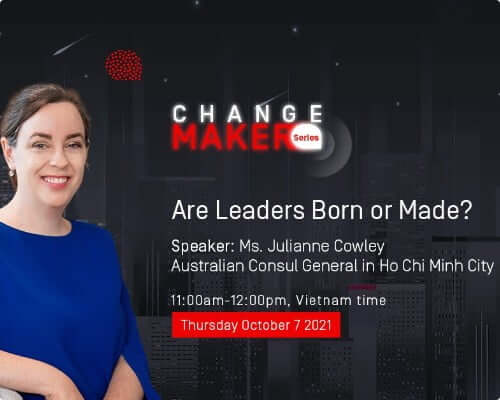 CHANGE
MAKER
Series
Are Leaders Born or Made?
Speaker: Ms. Julianne Cowley
Australian Consul General in Ho Chi Minh City
11:00am-12:00pm, Vietnam time
Thursday October 7 2021